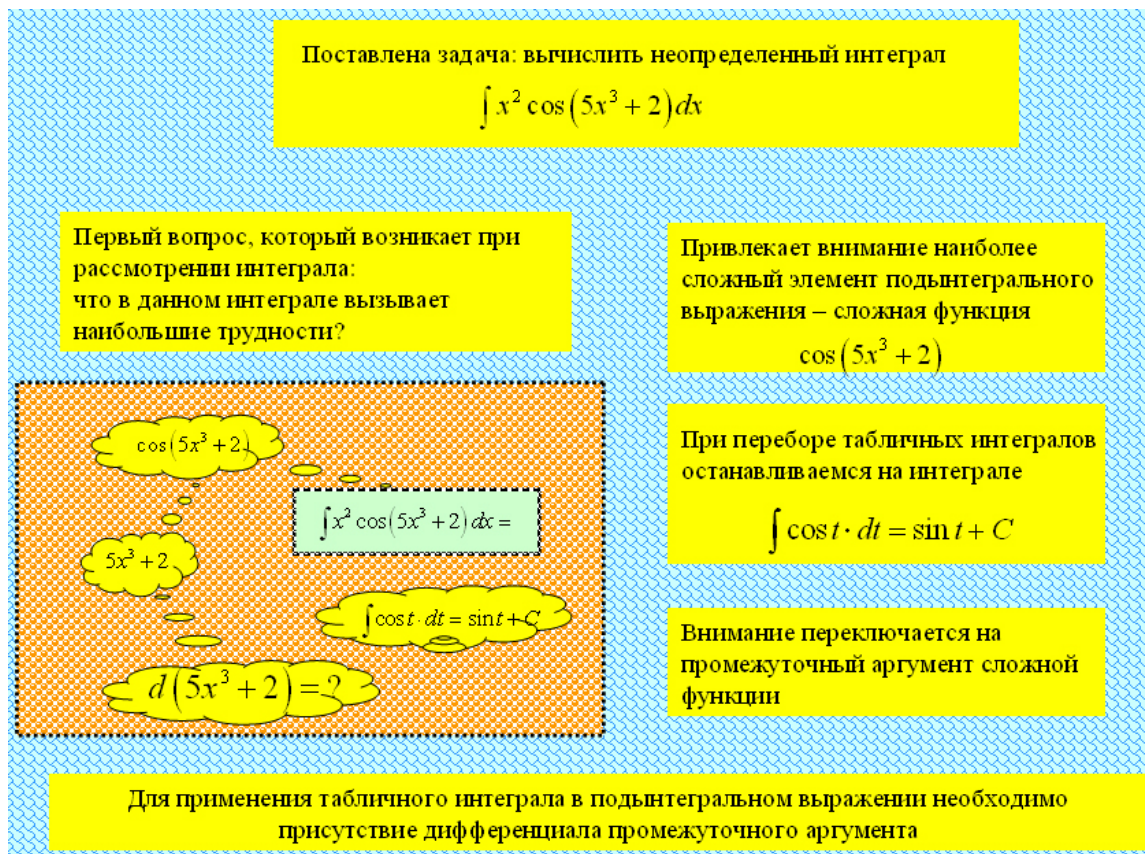 Поставлена задача: вычислить неопределенный интеграл
∫ x² cos(5x³ + 2)dx
Первый вопрос, который возникает при
рассмотрении интеграла:
что в данном интеграле вызывает
наибольшие трудности?
Привлекает внимание наиболее
сложный элемент подынтегрального
выражения – сложная функция
cos(5x³ + 2)
cos(5x³ + 2)
∫ x² cos(5x³ + 2) dx =
5x³ + 2
∫ cos t · dt = sin t + C
d(5x³ + 2) = ?
При переборе табличных интегралов
останавливаемся на интеграле
∫ cos t · dt = sin t + C
Внимание переключается на
промежуточный аргумент сложной
функции
Для применения табличного интеграла в подынтегральном выражении необходимо
присутствие дифференциала промежуточного аргумента